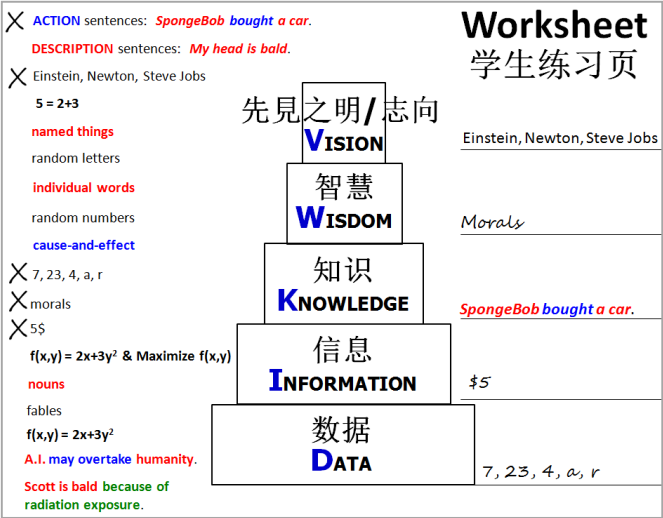 Worksheet
学生练习页
X ACTION sentences: SpongeBob bought a car.
DESCRIPTION sentences: My head is bald.
X Einstein, Newton, Steve Jobs
5 = 2+3
named things
random letters
individual words
random numbers
cause-and-effect
X 7, 23, 4, a, r
X morals
X 5$
f(x,y) = 2x+3y² & Maximize f(x,y)
nouns
fables
f(x,y) = 2x+3y²
A.I. may overtake humanity.
Scott is bald because of
radiation exposure.
先見之明/志向
VISION
智慧
WISDOM
知识
KNOWLEDGE
信息
INFORMATION
数据
DATA
Einstein, Newton, Steve Jobs
Morals
SpongeBob bought a car.
$5
7, 23, 4, a, r